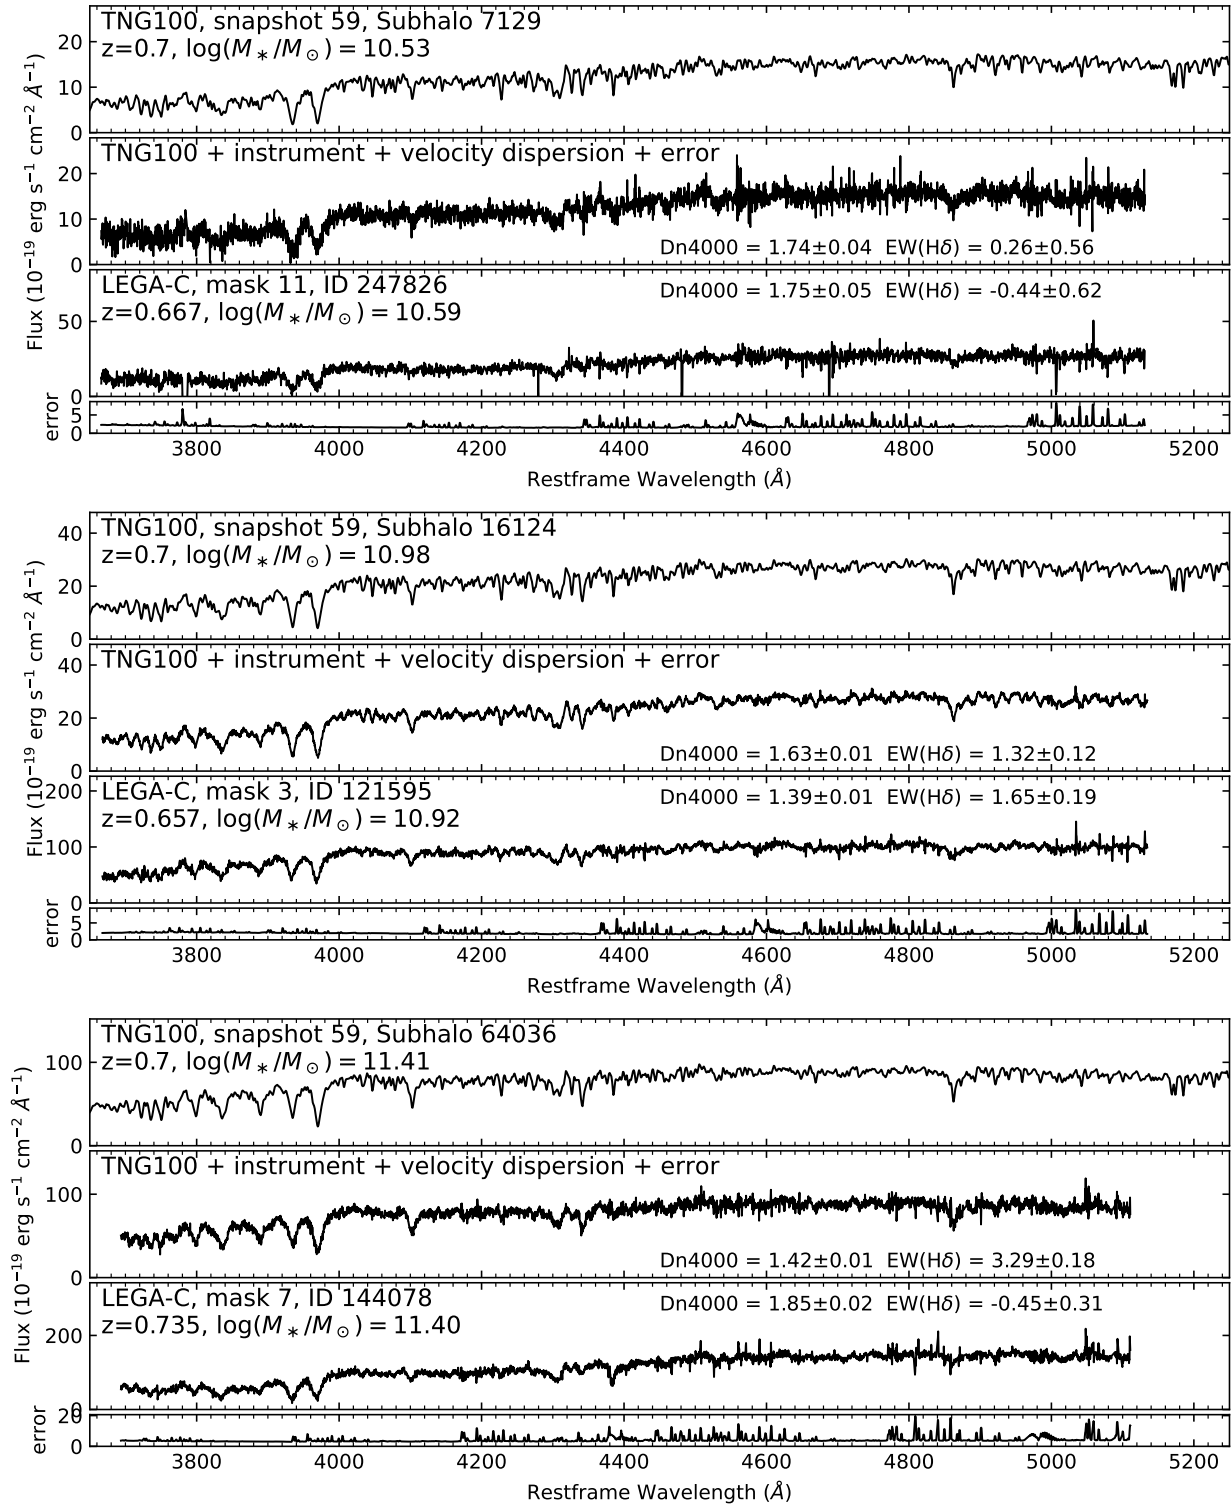 TNG100, snapshot 59, Subhalo 7129
z=0.7, log(M∗/M⊙) = 10.53
20
10
0
TNG100 + instrument + velocity dispersion + error
20
10
0
Dn4000 = 1.74±0.04 EW(Hδ) = 0.26±0.56
Flux (10−19 erg s−1 cm−2 Å−1)
LEGA-C, mask 11, ID 247826
z=0.667, log(M∗/M⊙) = 10.59
Dn4000 = 1.75±0.05 EW(Hδ) = -0.44±0.62
50
0
error
5
0
3800 4000 4200 4400 4600 4800 5000 5200
Restframe Wavelength (Å)
TNG100, snapshot 59, Subhalo 16124
z=0.7, log(M∗/M⊙) = 10.98
40
20
0
TNG100 + instrument + velocity dispersion + error
40
20
0
Dn4000 = 1.63±0.01 EW(Hδ) = 1.32±0.12
Flux (10−19 erg s−1 cm−2 Å−1)
LEGA-C, mask 3, ID 121595
z=0.657, log(M∗/M⊙) = 10.92
Dn4000 = 1.39±0.01 EW(Hδ) = 1.65±0.19
200
100
0
error
5
0
3800 4000 4200 4400 4600 4800 5000 5200
Restframe Wavelength (Å)
TNG100, snapshot 59, Subhalo 64036
z=0.7, log(M∗/M⊙) = 11.41
100
0
TNG100 + instrument + velocity dispersion + error
100
0
Dn4000 = 1.42±0.01 EW(Hδ) = 3.29±0.18
Flux (10−19 erg s−1 cm−2 Å−1)
LEGA-C, mask 7, ID 144078
z=0.735, log(M∗/M⊙) = 11.40
Dn4000 = 1.85±0.02 EW(Hδ) = -0.45±0.31
200
0
error
20
0
3800 4000 4200 4400 4600 4800 5000 5200
Restframe Wavelength (Å)